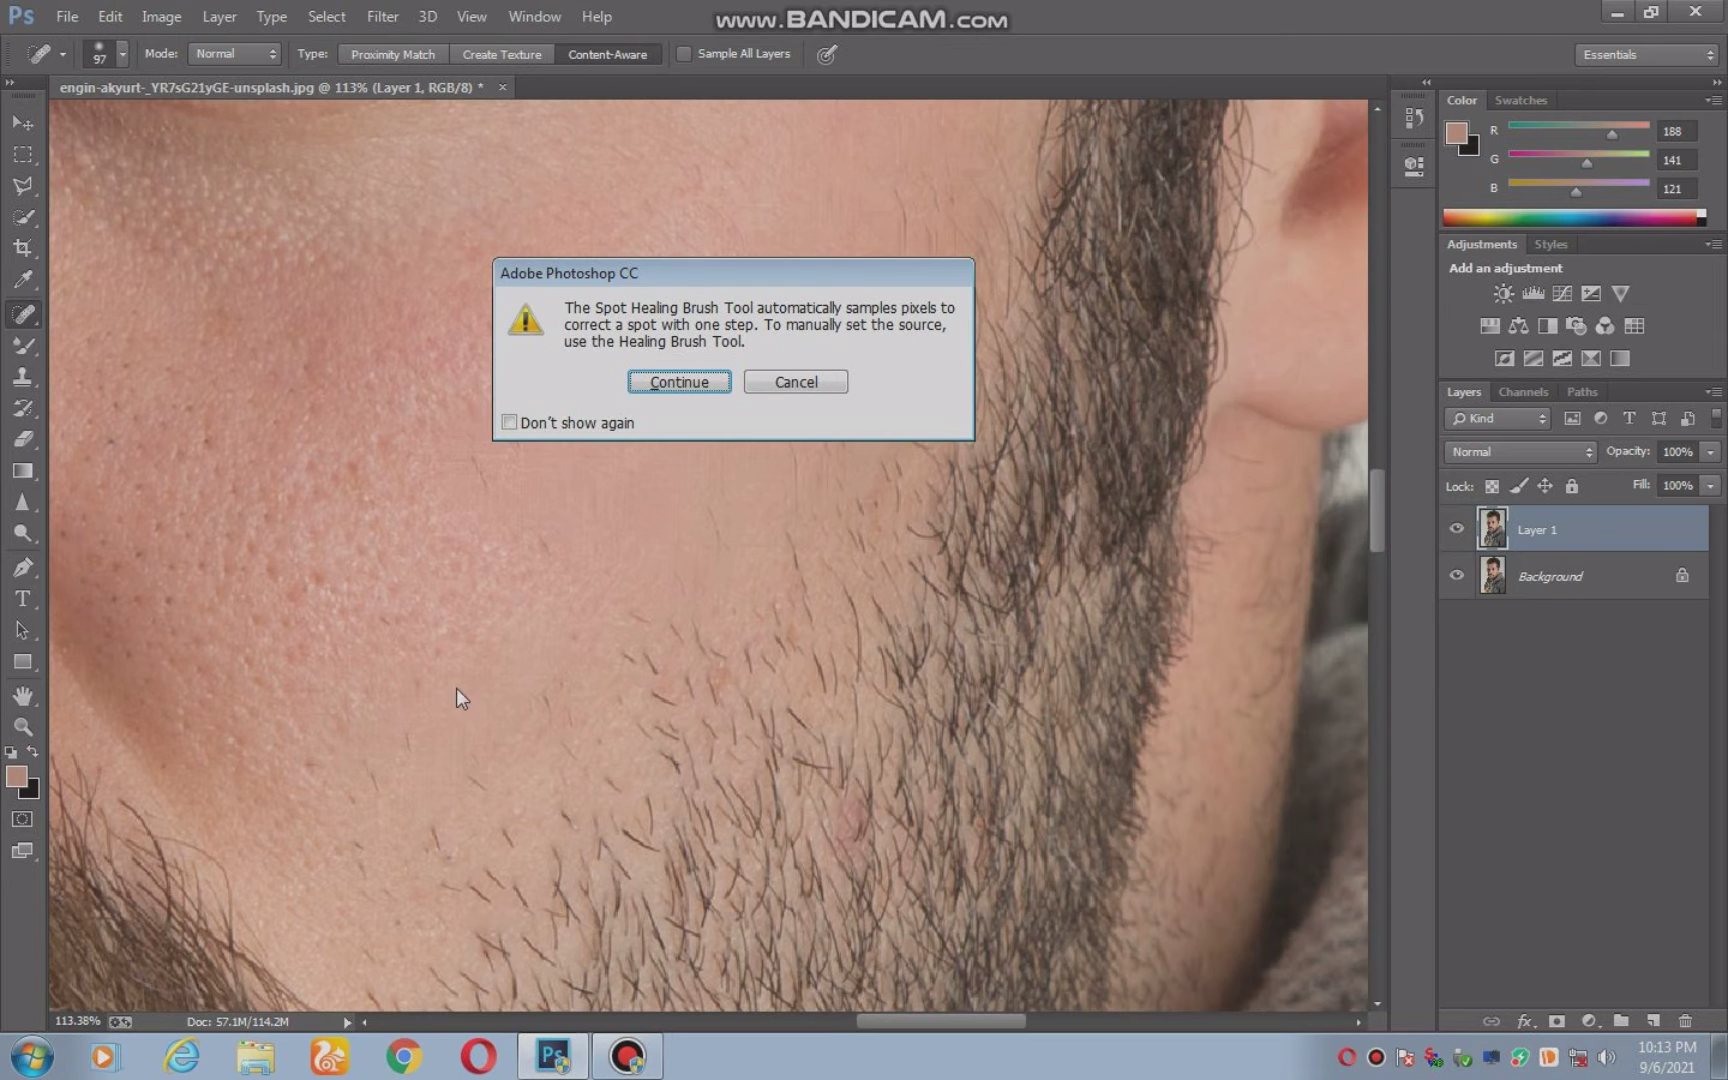 Ps File Edit Image Layer Type Select Filter 3D View Window Help
www.BANDICAM.com
97 Mode: Normal Type: Proximity Match Create Texture Content-Aware Sample All Layers
Essentials
engin-akyurt-_YR7sG21yGE-unsplash.jpg @ 113% (Layer 1, RGB/8) *
Color Swatches
R 188
G 141
B 121
Adjustments Styles
Add an adjustment
Layers Channels Paths
Kind
Normal Opacity: 100%
Lock: Fill: 100%
Layer 1
Background
Adobe Photoshop CC
The Spot Healing Brush Tool automatically samples pixels to
correct a spot with one step. To manually set the source,
use the Healing Brush Tool.
Continue Cancel
Don't show again
113.38% Doc: 57.1M/114.2M
fx
Ps
10:13 PM
9/6/2021